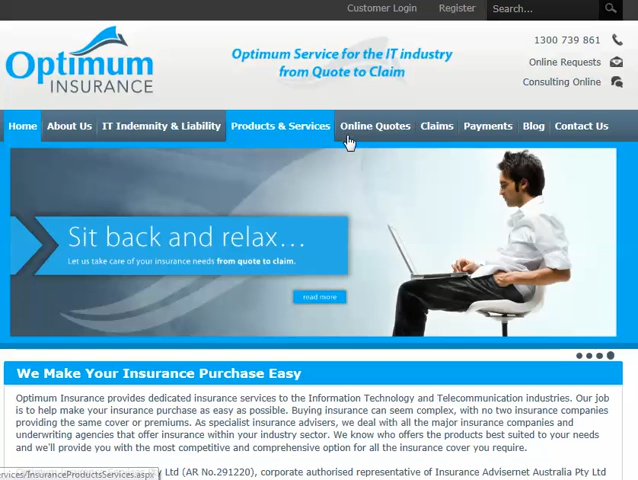 Customer Login Register Search...
Optimum
INSURANCE
Optimum Service for the IT industry
from Quote to Claim
1300 739 861
Online Requests
Consulting Online
Home About Us IT Indemnity & Liability Products & Services Online Quotes Claims Payments Blog Contact Us
Sit back and relax...
Let us take care of your insurance needs from quote to claim.
read more
We Make Your Insurance Purchase Easy
Optimum Insurance provides dedicated insurance services to the Information Technology and Telecommunication industries. Our job
is to help make your insurance purchase as easy as possible. Buying insurance can seem complex, with no two insurance companies
providing the same cover or premiums. As specialist insurance advisers, we deal with all the major insurance companies and
underwriting agencies that offer insurance within your industry sector. We know who offers the products best suited to your needs
and we'll provide you with the most competitive and comprehensive option for all the insurance cover you require.
Ltd (AR No.291220), corporate authorised representative of Insurance Advisernet Australia Pty Ltd
ervices/InsuranceProductsServices.aspx